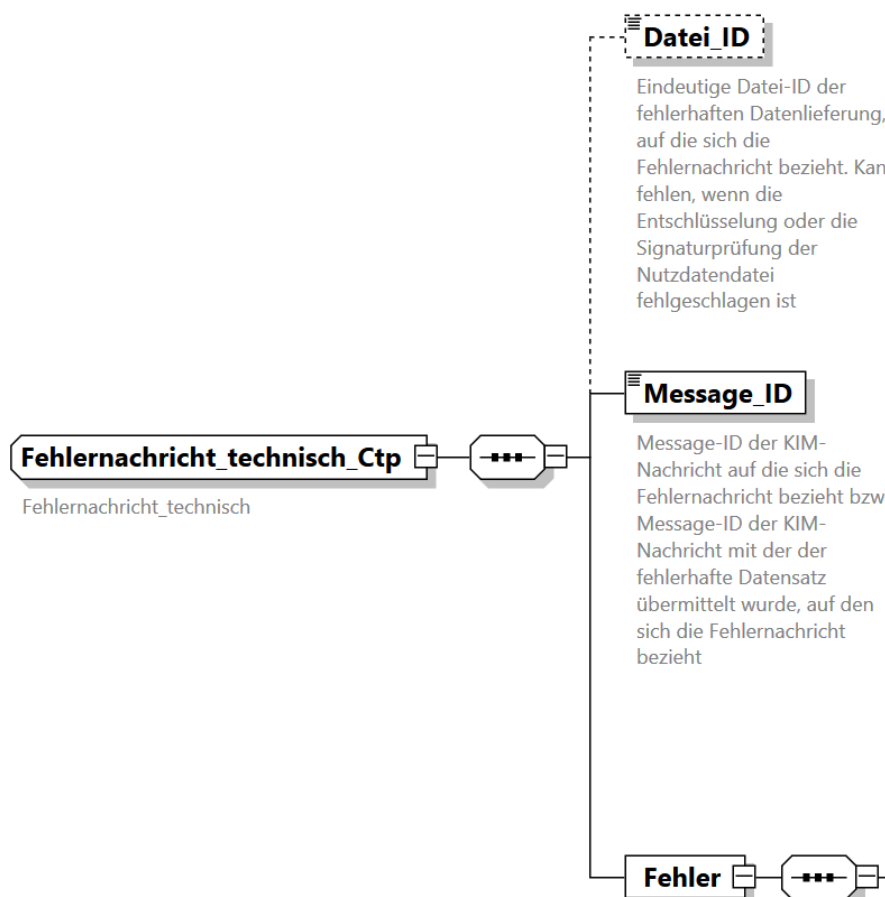 Datei_ID
Eindeutige Datei-ID der
fehlerhaften Datenlieferung,
auf die sich die
Fehlernachricht bezieht. Kan
fehlen, wenn die
Entschlüsselung oder die
Signaturprüfung der
Nutzdatendatei
fehlgeschlagen ist
Message_ID
Message-ID der KIM-
Nachricht auf die sich die
Fehlernachricht bezieht bzw
Message-ID der KIM-
Nachricht mit der der
fehlerhafte Datensatz
übermittelt wurde, auf den
sich die Fehlernachricht
bezieht
Fehlernachricht_technisch_Ctp
Fehlernachricht_technisch
Fehler